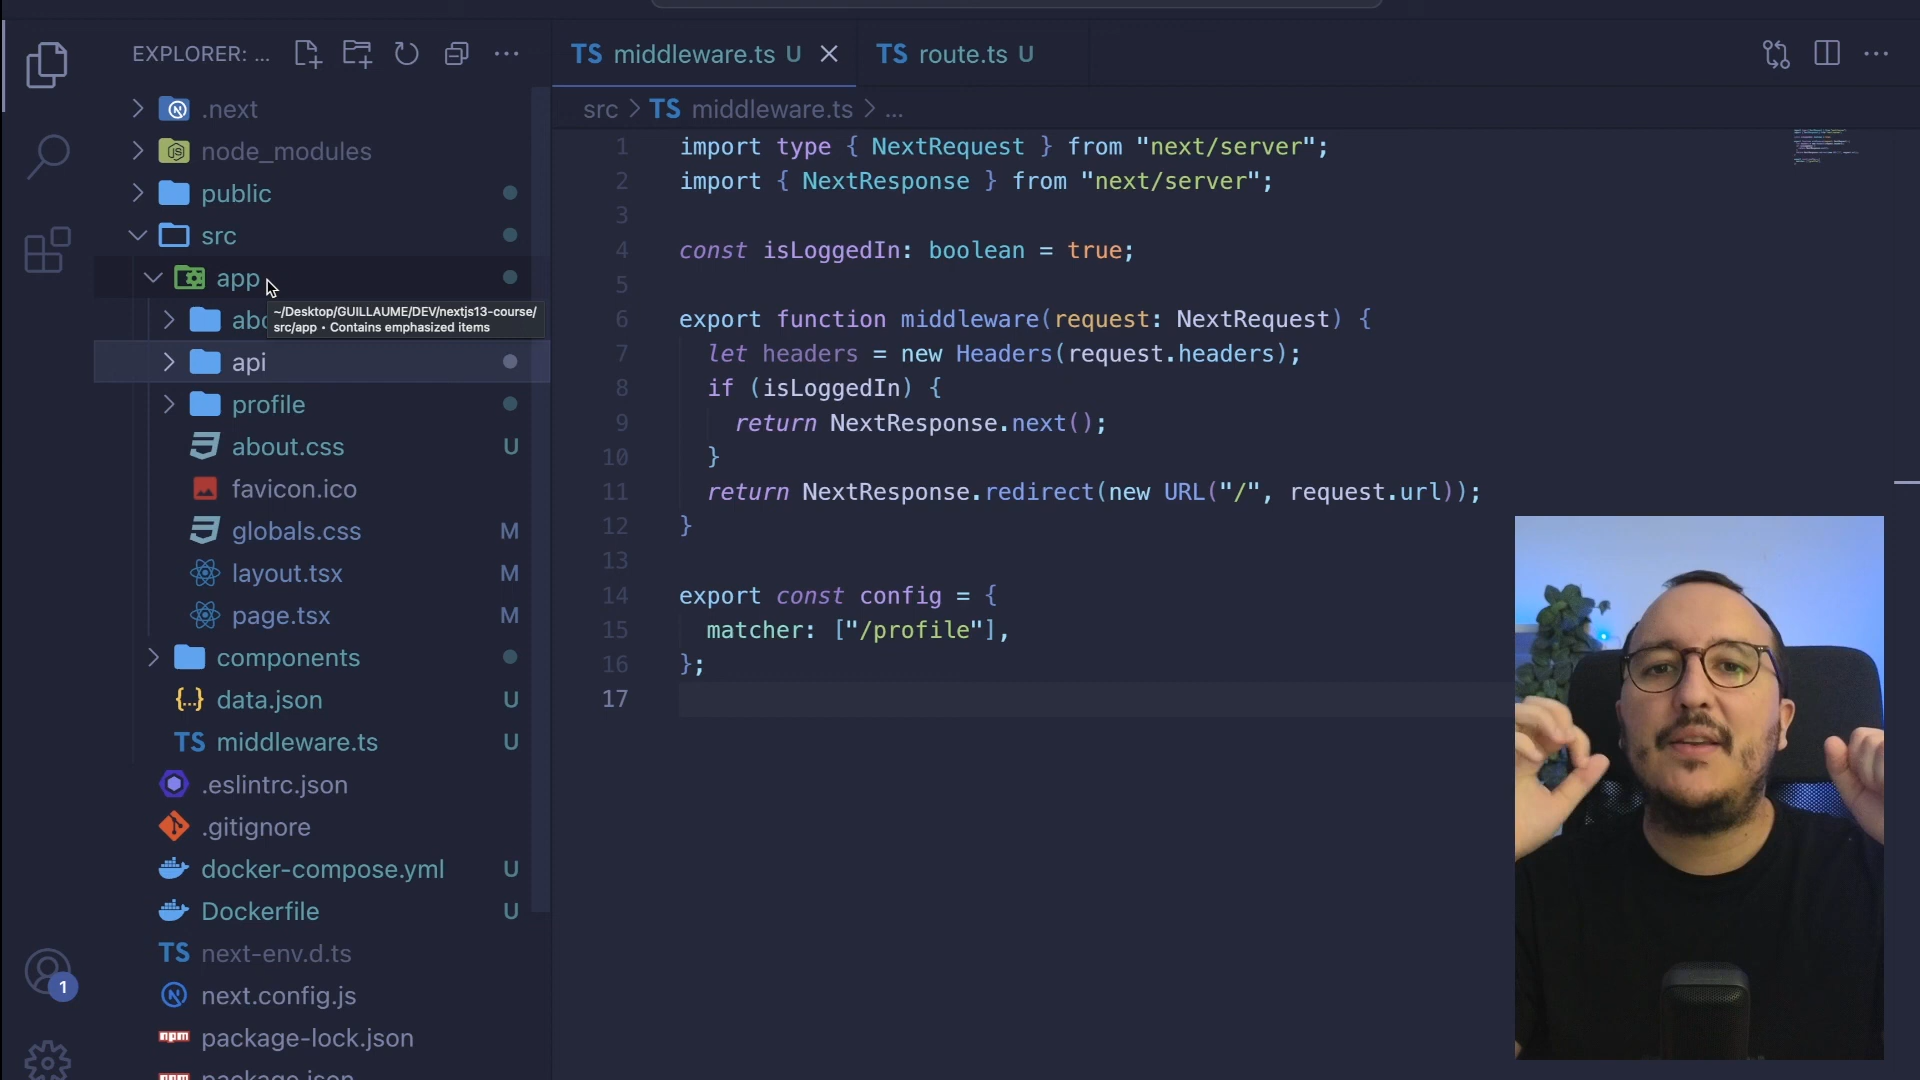 EXPLORER: ...
.next
node_modules
public
src
app
~/Desktop/GUILLAUME/DEV/nextjs13-course/
src/app • Contains emphasized items
api
profile
about.css U
favicon.ico
globals.css M
layout.tsx M
page.tsx M
components
data.json U
TS middleware.ts U
.eslintrc.json
.gitignore
docker-compose.yml U
Dockerfile U
TS next-env.d.ts
next.config.js
npm package-lock.json
package.json
1
TS middleware.ts U
TS route.ts U
src > TS middleware.ts > ...
1 import type { NextRequest } from "next/server";
2 import { NextResponse } from "next/server";
3
4 const isLoggedIn: boolean = true;
5
6 export function middleware(request: NextRequest) {
7 let headers = new Headers(request.headers);
8 if (isLoggedIn) {
9 return NextResponse.next();
10 }
11 return NextResponse.redirect(new URL("/", request.url));
12 }
13
14 export const config = {
15 matcher: ["/profile"],
16 };
17